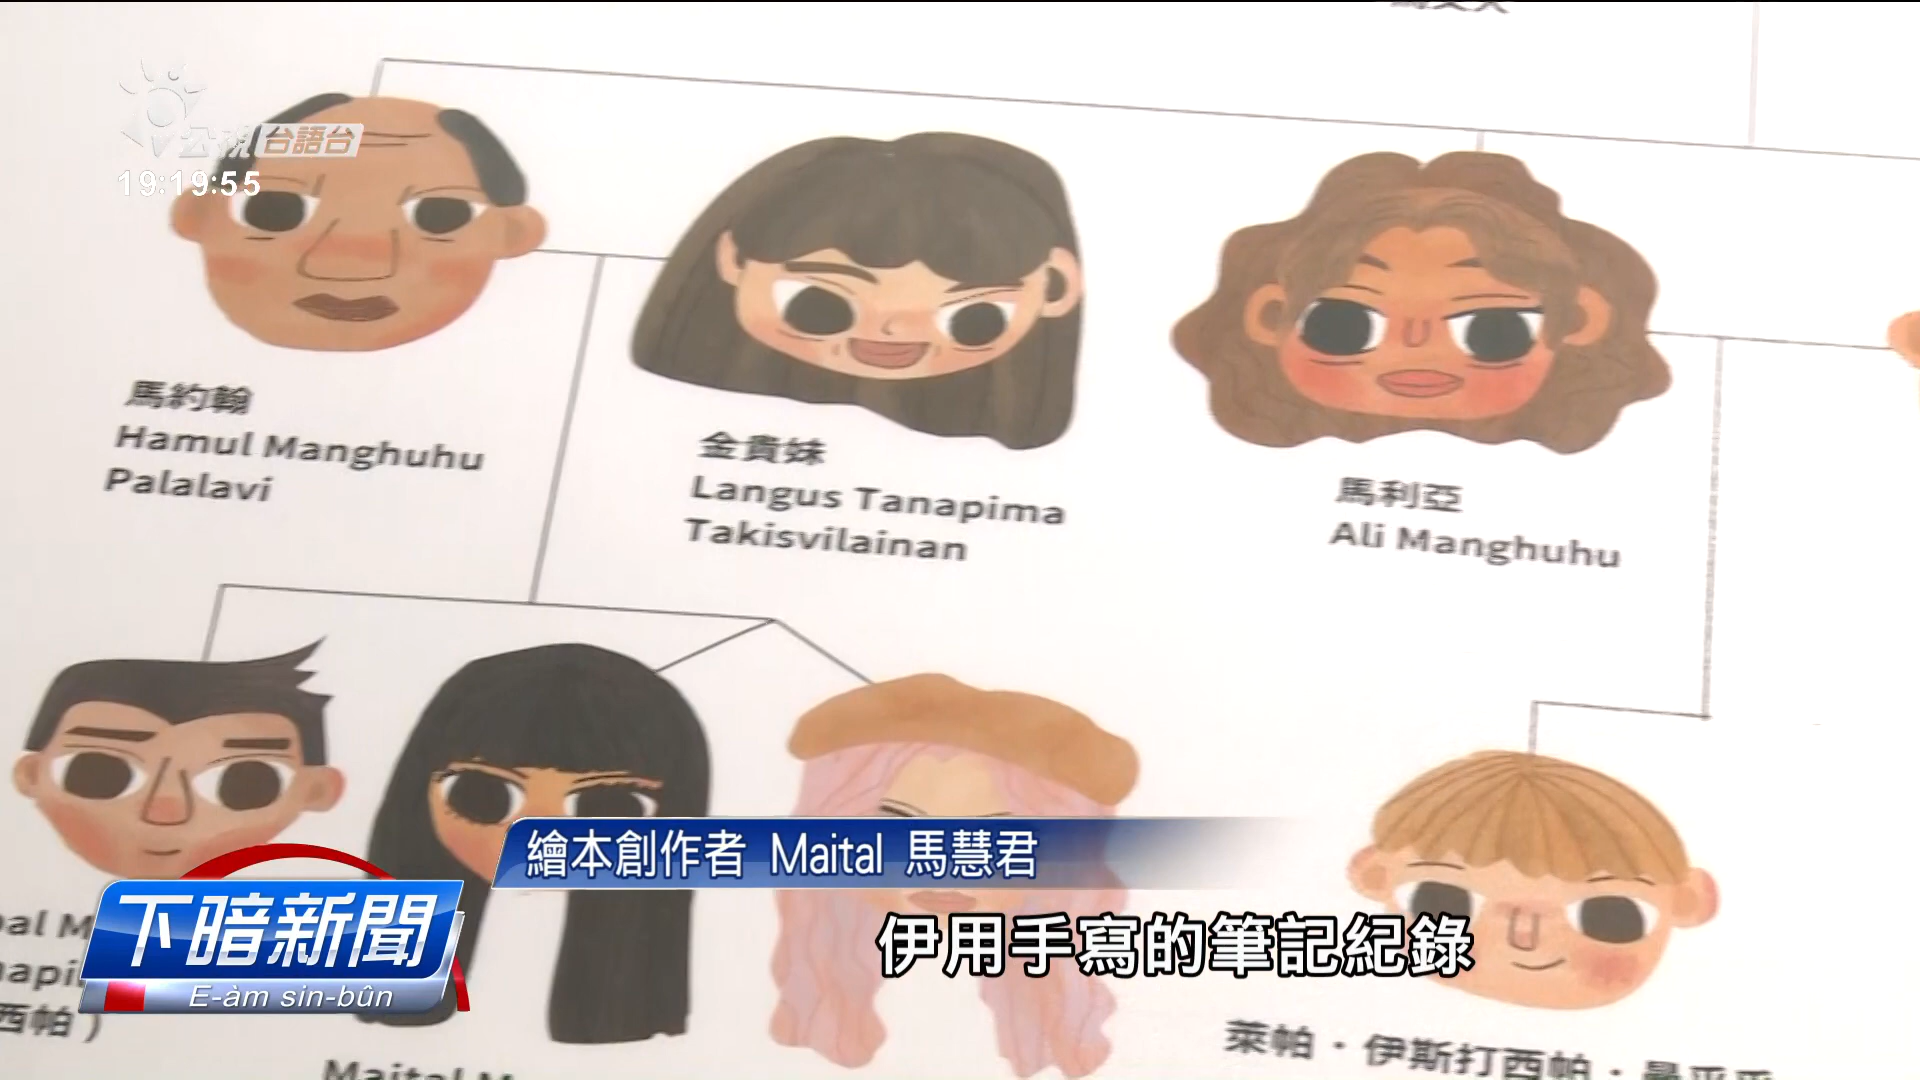 公視台語台
19:19:55
馬約翰
Hamul Manghuhu
Palalavi
金貴妹
Langus Tanapima
Takisvilainan
馬利亞
Ali Manghuhu
繪本創作者 Maital 馬慧君
伊用手寫的筆記紀錄
下暗新聞
E-àm sin-bûn
西帕）
Maital M
萊帕・伊斯打西帕・